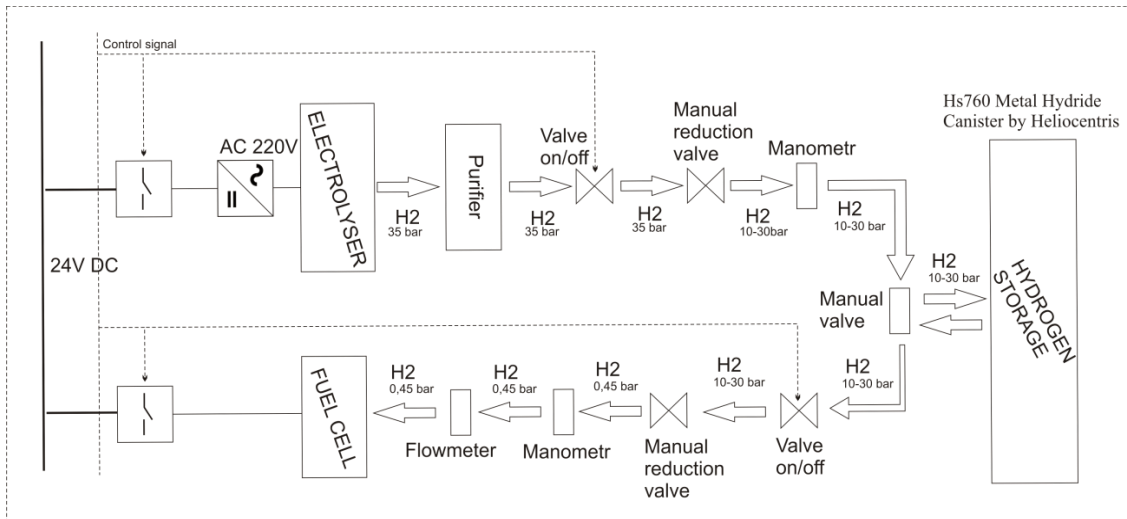 Control signal
Hs760 Metal Hydride
Canister by Heliocentris
AC 220V
ELECTROLYSER
Purifier
Valve
on/off
Manual
reduction
valve
Manometr
H2
35 bar
H2
35 bar
H2
35 bar
H2
10-30bar
H2
10-30 bar
24V DC
Manual
valve
H2
10-30 bar
HYDROGEN
STORAGE
FUEL CELL
H2
0,45 bar
H2
0,45 bar
H2
0,45 bar
H2
10-30 bar
H2
10-30 bar
Flowmeter
Manometr
Manual
reduction
valve
Valve
on/off